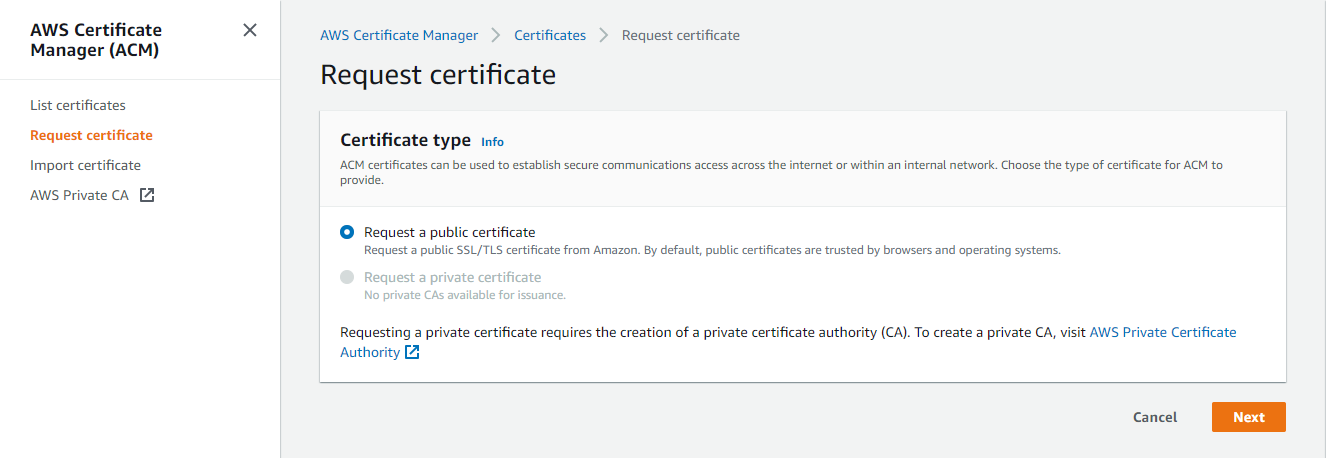 AWS Certificate
Manager (ACM)
List certificates
Request certificate
Import certificate
AWS Private CA
AWS Certificate Manager
Certificates
Request certificate
Request certificate
Certificate type Info
ACM certificates can be used to establish secure communications access across the internet or within an internal network. Choose the type of certificate for ACM to
provide.
Request a public certificate
Request a public SSL/TLS certificate from Amazon. By default, public certificates are trusted by browsers and operating systems.
Request a private certificate
No private CAs available for issuance.
Requesting a private certificate requires the creation of a private certificate authority (CA). To create a private CA, visit AWS Private Certificate
Authority
Cancel
Next